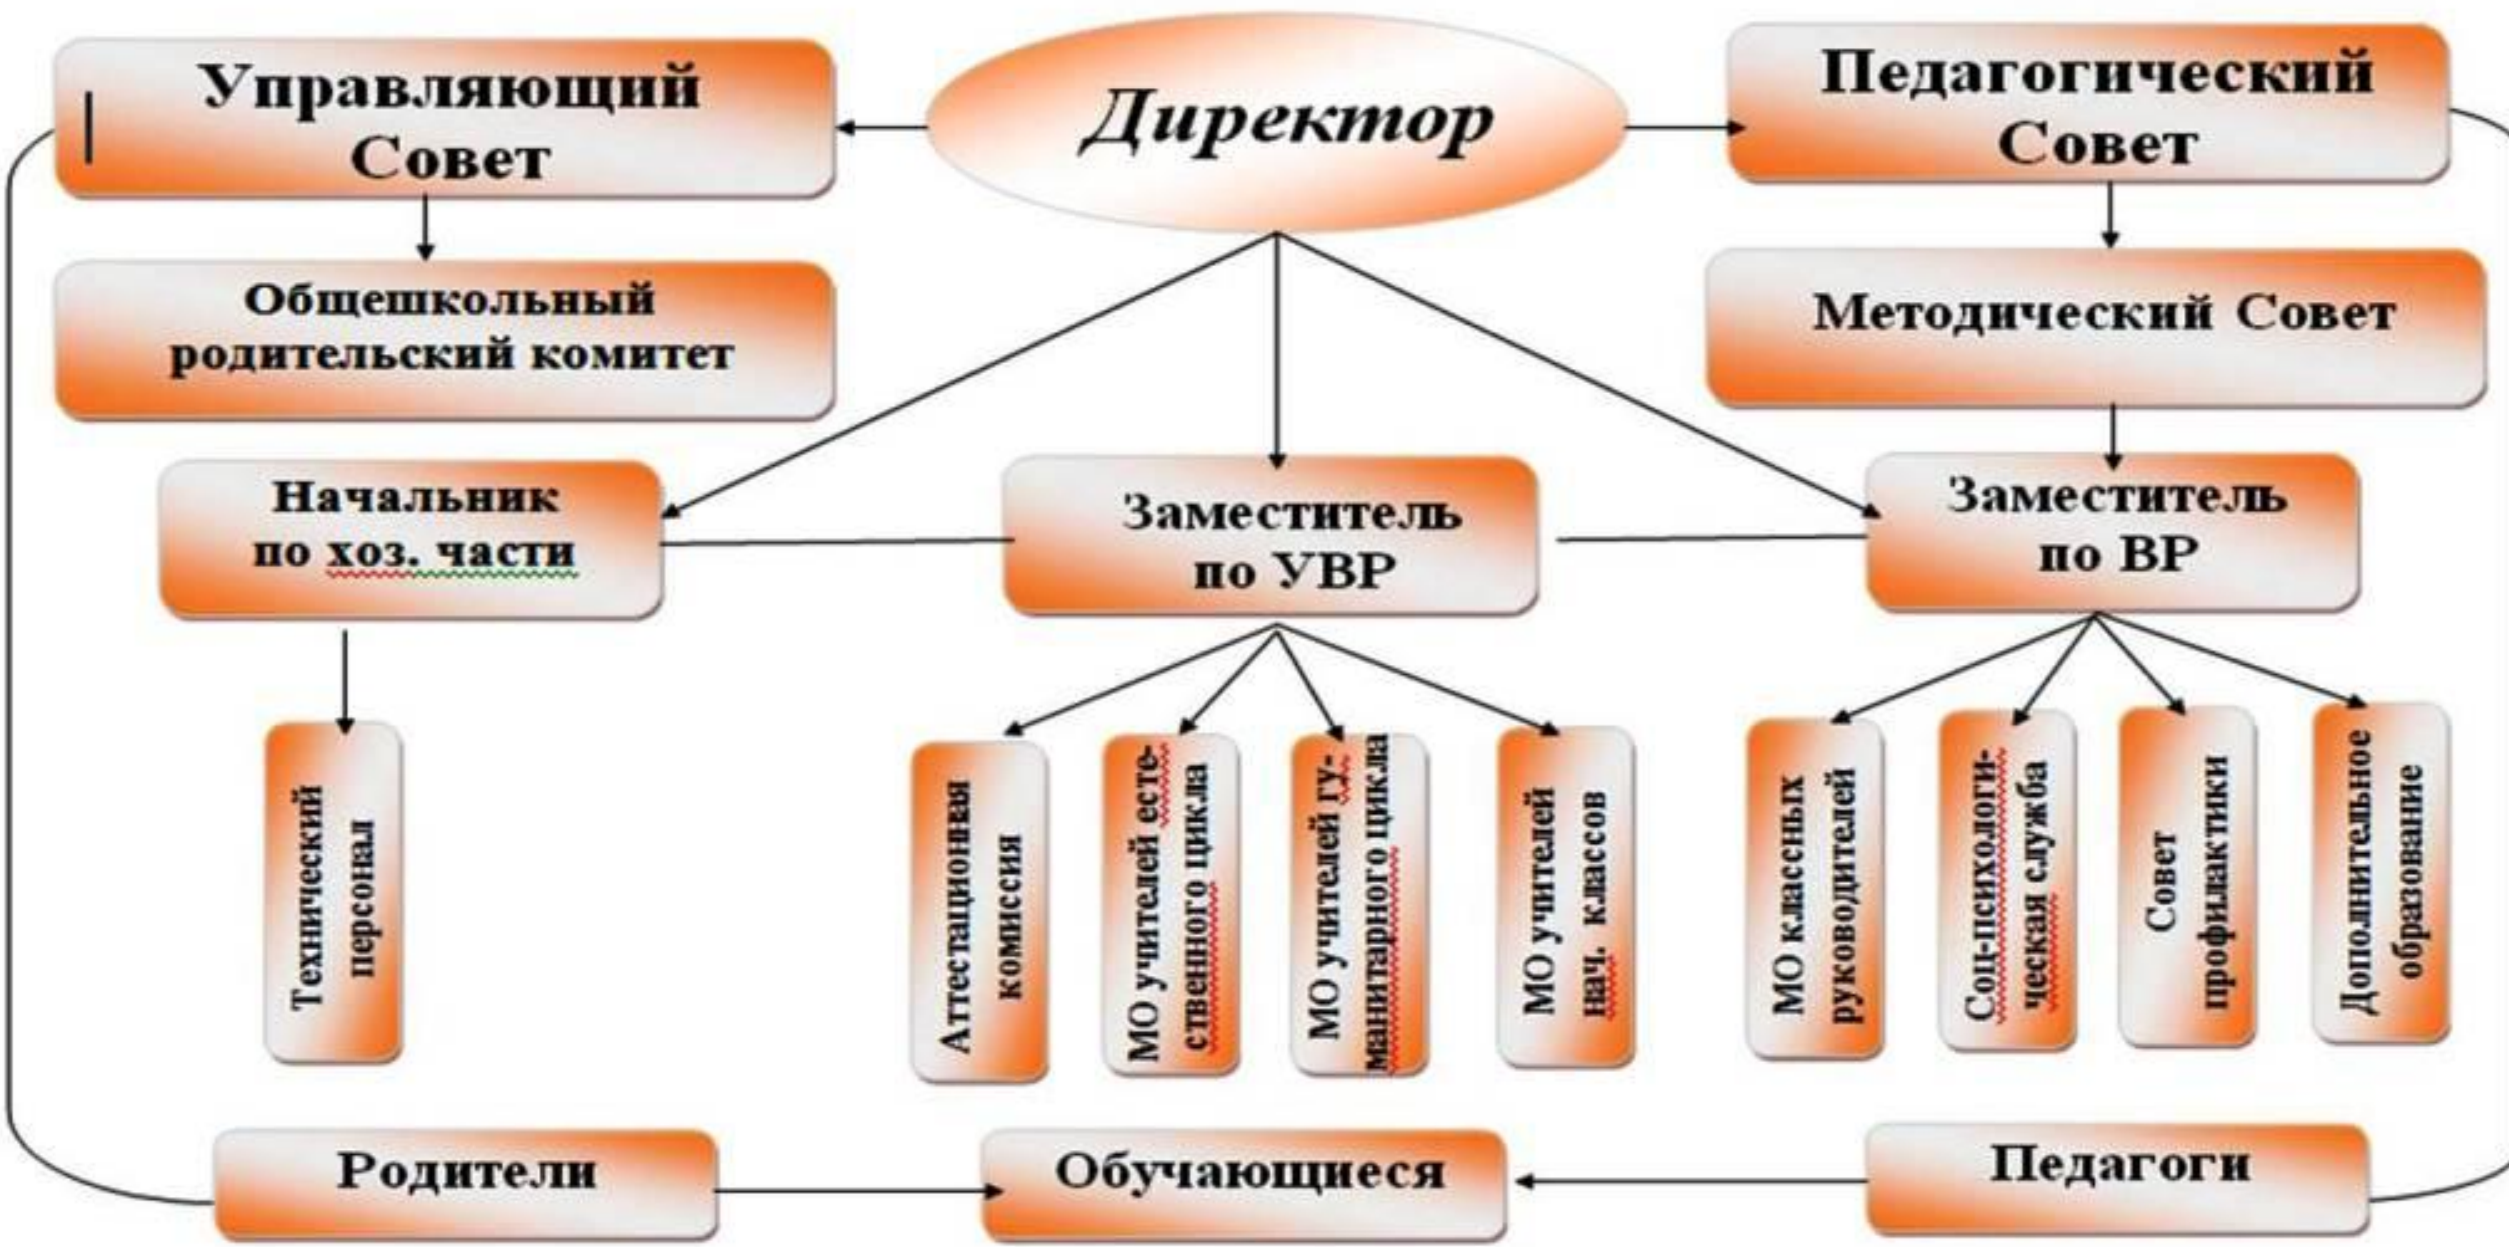 Управляющий
Совет
Директор
Педагогический
Совет
Общешкольный
родительский комитет
Методический Совет
Начальник
по хоз. части
Заместитель
по УВР
Заместитель
по ВР
Технический
персонал
Аттестационная
комиссия
МО учителей есте-
ственного цикла
МО учителей гу-
манитарного цикла
МО учителей
нач. классов
МО классных
руководителей
Соц-психологи-
ческая служба
Совет
профилактики
Дополнительное
образование
Родители
Обучающиеся
Педагоги